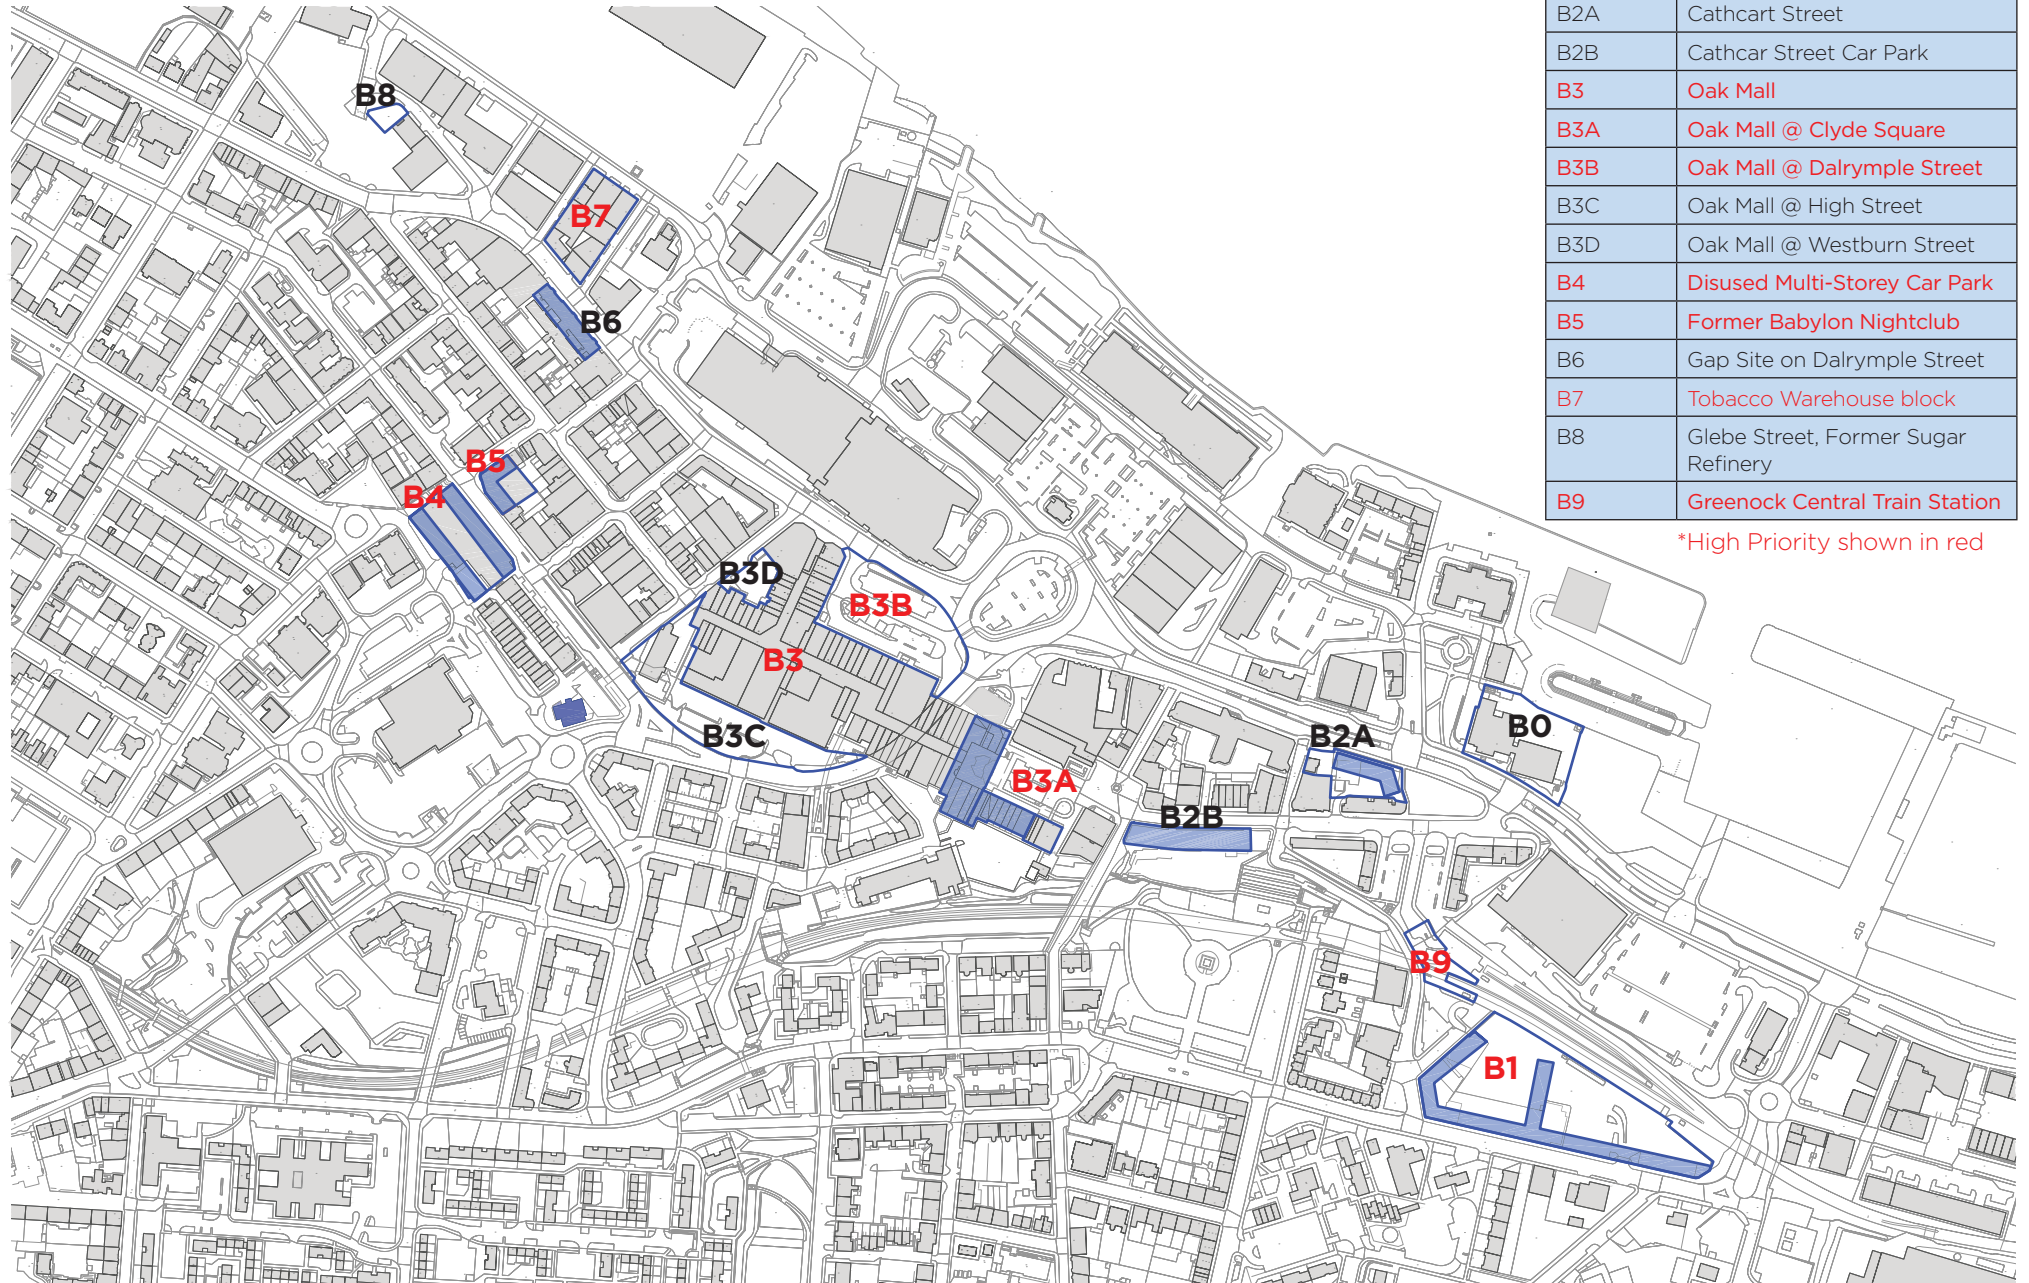 B2A Cathcart Street
B2B Cathcar Street Car Park
B3 Oak Mall
B3A Oak Mall @ Clyde Square
B3B Oak Mall @ Dalrymple Street
B3C Oak Mall @ High Street
B3D Oak Mall @ Westburn Street
B4 Disused Multi-Storey Car Park
B5 Former Babylon Nightclub
B6 Gap Site on Dalrymple Street
B7 Tobacco Warehouse block
B8 Glebe Street, Former Sugar
Refinery
B9 Greenock Central Train Station
*High Priority shown in red
B8
B7
B6
B5
B4
B3D
B3B
B3
B3C
B3A
B2A
B0
B2B
B9
B1